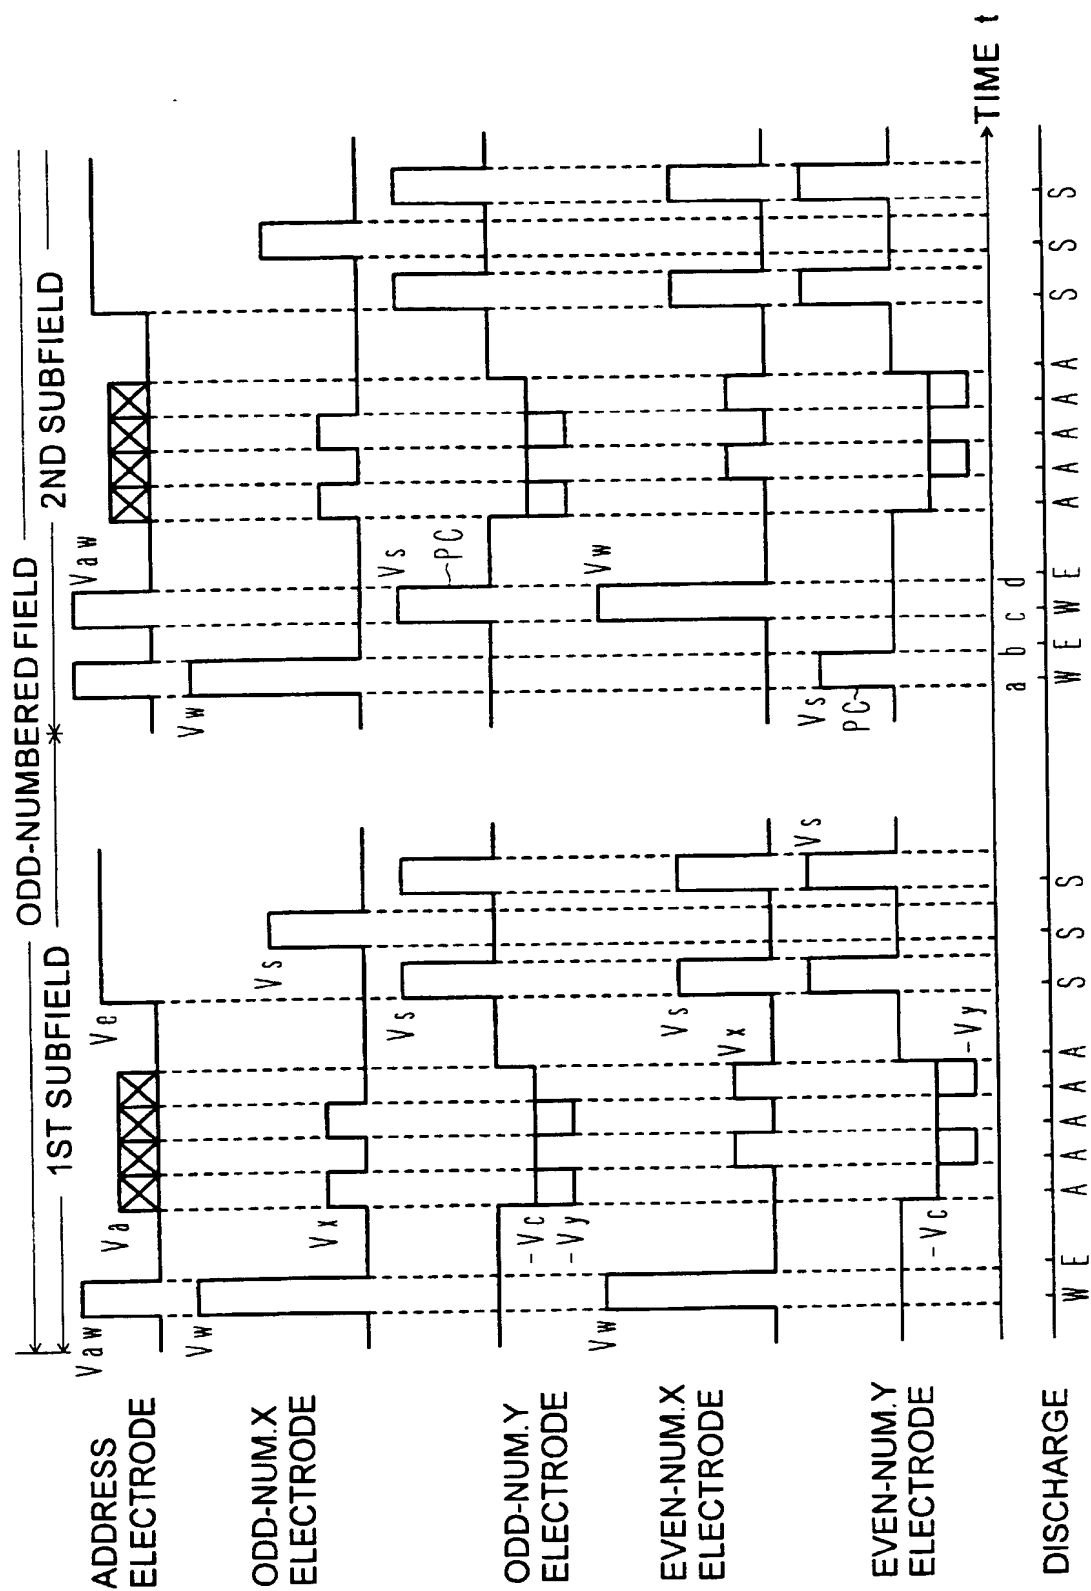 ODD-NUMBERED FIELD
1ST SUBFIELD
2ND SUBFIELD
ADDRESS
ELECTRODE
Vaw
Va
Ve
Vaw
ODD-NUM.X
ELECTRODE
Vw
Vx
Vs
Vw
ODD-NUM.Y
ELECTRODE
-Vc
-Vy
Vs
Vs
PC
EVEN-NUM.X
ELECTRODE
Vw
Vx
Vs
Vw
EVEN-NUM.Y
ELECTRODE
-Vc
-Vy
Vs
Vs
PC
TIME t
a b c d
DISCHARGE
W E A A A A A S S S W E W E A A A A A S S S